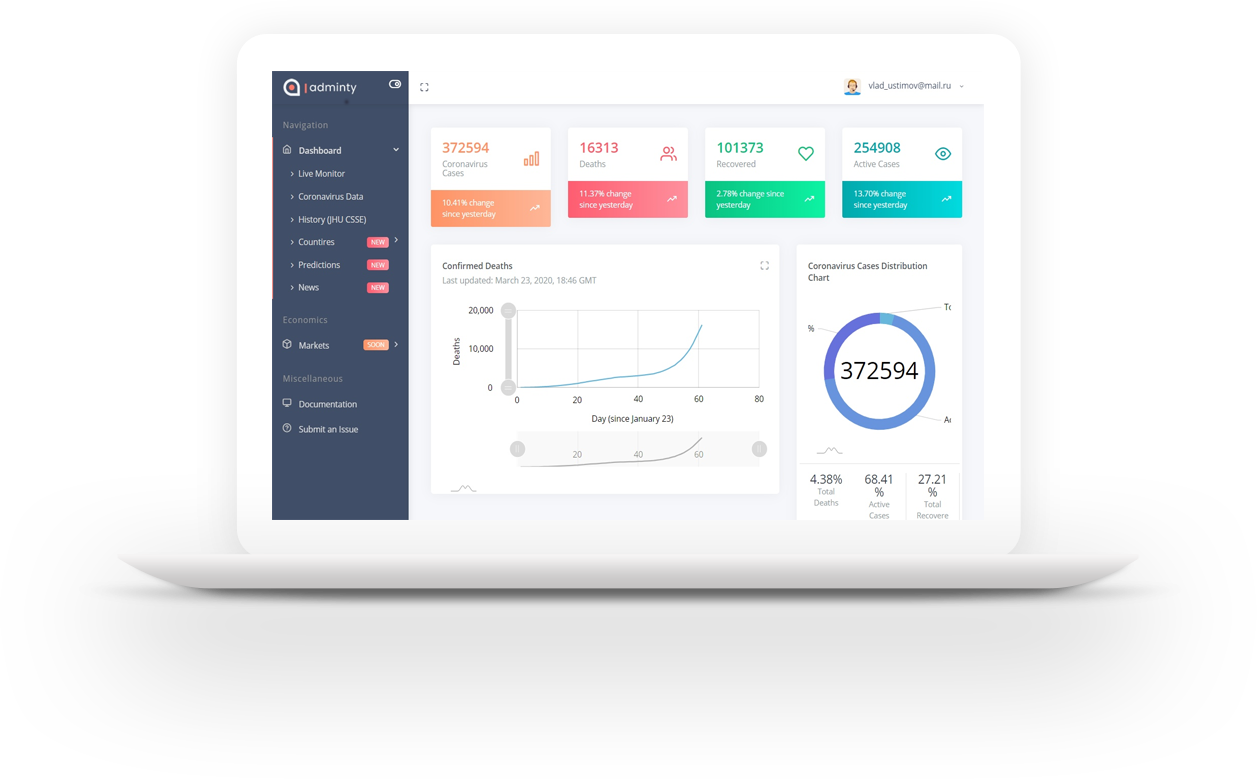 adminty
vlad_ustimov@mail.ru
Navigation
Dashboard
Live Monitor
Coronavirus Data
History (JHU CSSE)
Countires NEW
Predictions NEW
News NEW
Economics
Markets SOON
Miscellaneous
Documentation
Submit an Issue
372594
Coronavirus
Cases
10.41% change
since yesterday
16313
Deaths
11.37% change
since yesterday
101373
Recovered
2.78% change since
yesterday
254908
Active Cases
13.70% change
since yesterday
Confirmed Deaths
Last updated: March 23, 2020, 18:46 GMT
20,000
10,000
0
Deaths
0 20 40 60 80
Day (since January 23)
20 40 60
Coronavirus Cases Distribution
Chart
To
%
372594
Ac
4.38%
Total
Deaths
68.41
%
Active
Cases
27.21
%
Total
Recovere